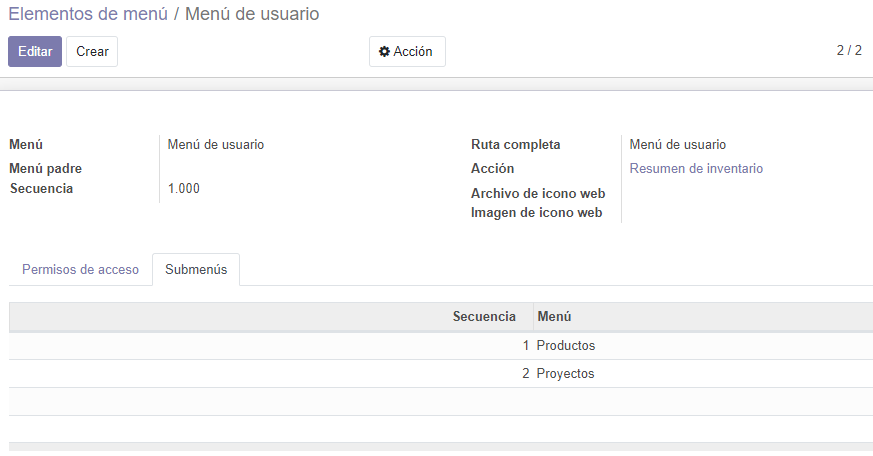 Elementos de menú / Menú de usuario
Editar Crear Acción 2 / 2
Menú Menú de usuario Ruta completa Menú de usuario
Menú padre Acción Resumen de inventario
Secuencia 1.000 Archivo de icono web
Imagen de icono web
Permisos de acceso Submenús
Secuencia Menú
1 Productos
2 Proyectos